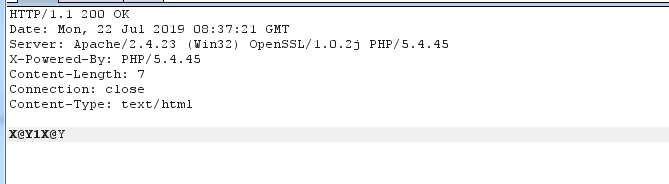 HTTP/1.1 200 OK
Date: Mon, 22 Jul 2019 08:37:21 GMT
Server: Apache/2.4.23 (Win32) OpenSSL/1.0.2j PHP/5.4.45
X-Powered-By: PHP/5.4.45
Content-Length: 7
Connection: close
Content-Type: text/html
X@Y1X@Y